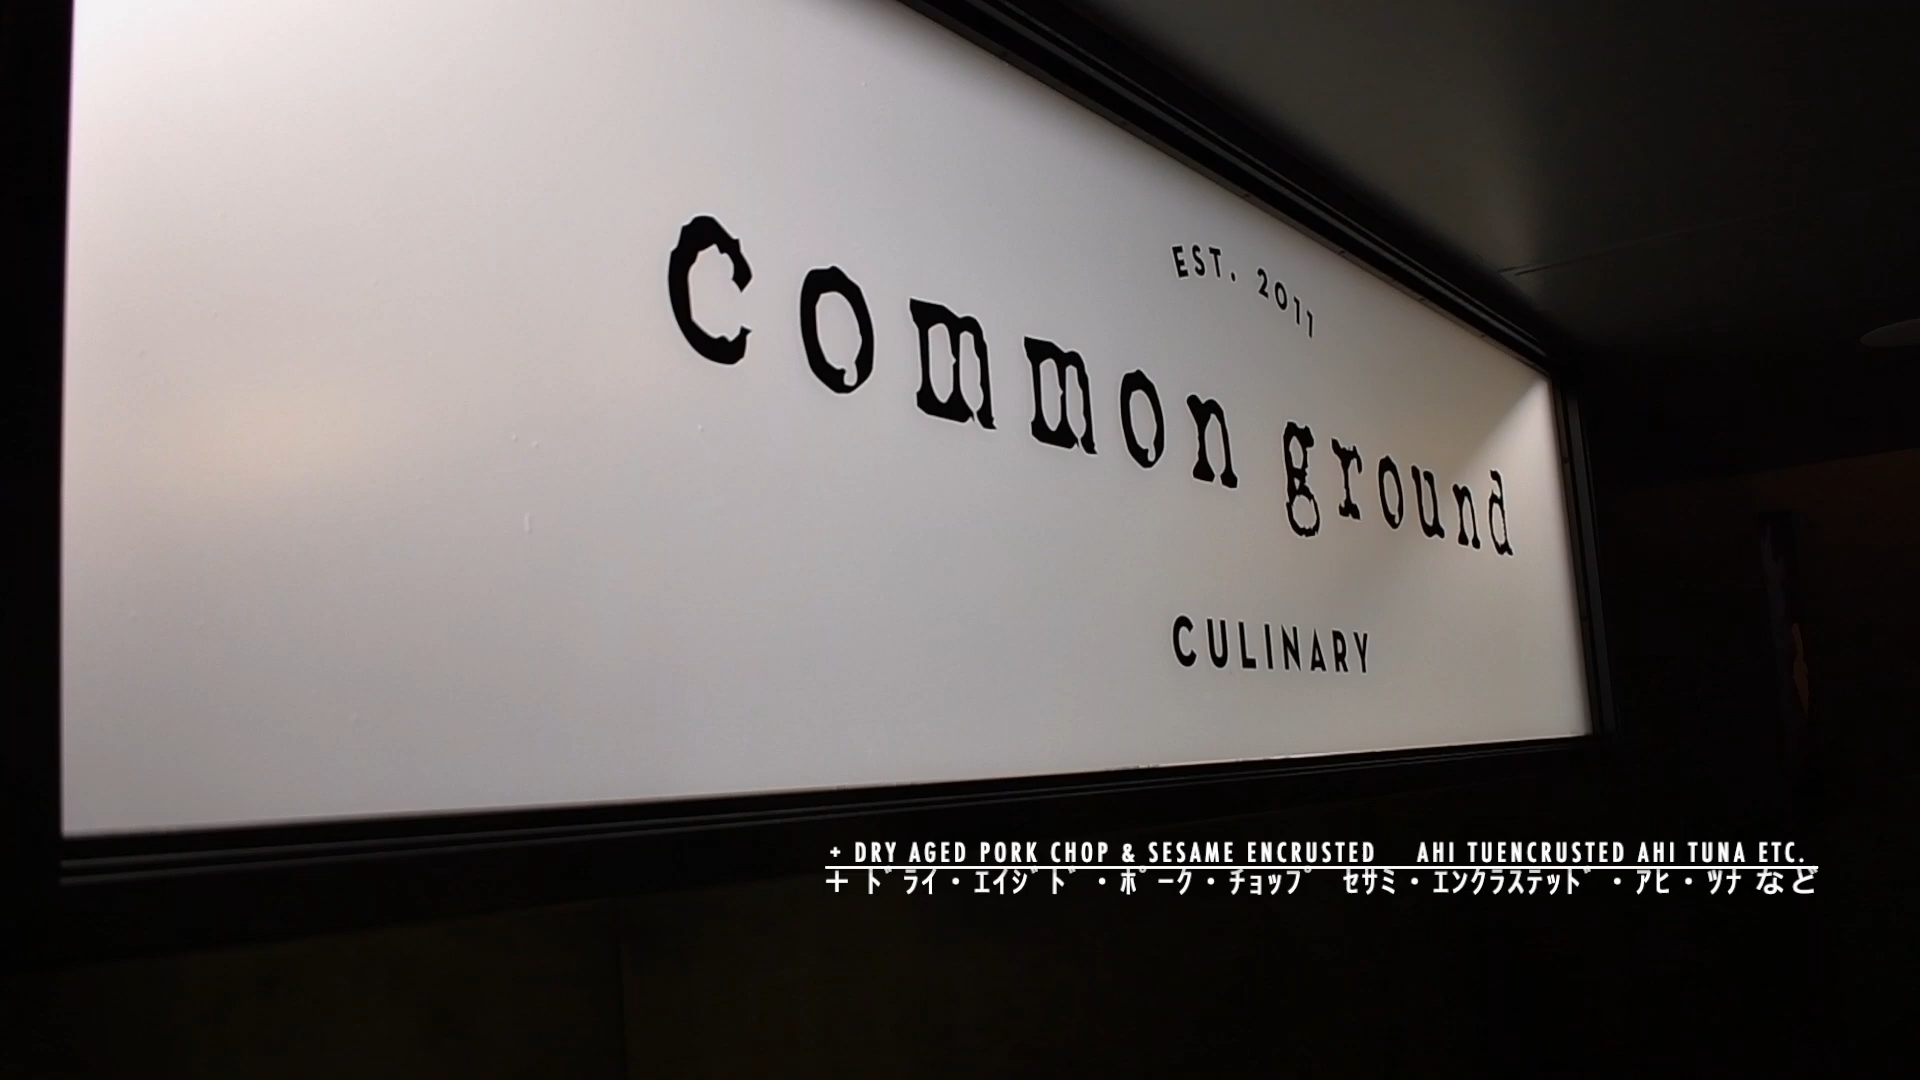 EST. 2011
common ground
CULINARY
+ DRY AGED PORK CHOP & SESAME ENCRUSTED AHI TUENCRUSTED AHI TUNA ETC.
+ ﾄﾞﾗｲ・ｴｲｼﾞﾄﾞ・ﾎﾟｰｸ・ﾁｮｯﾌﾟ ｾｻﾐ・ｴﾝｸﾗｽﾃｯﾄﾞ・ｱﾋ・ﾂﾅ など